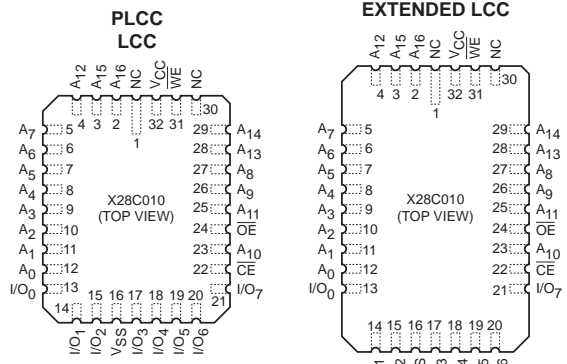 PLCC
LCC
A12 A15 A16 NC VCC WE NC
4 3 2 1 32 31 30
A7 5 29 A14
A6 6 28 A13
A5 7 27 A8
A4 8 26 A9
A3 9 25 A11
A2 10 24 OE
A1 11 23 A10
A0 12 22 CE
I/O0 13 21 I/O7
X28C010
(TOP VIEW)
14 15 16 17 18 19 20
I/O1 I/O2 VSS I/O3 I/O4 I/O5 I/O6
EXTENDED LCC
A12 A15 A16 NC VCC WE NC
4 3 2 1 32 31 30
A7 5 29 A14
A6 6 28 A13
A5 7 27 A8
A4 8 26 A9
A3 9 25 A11
A2 10 24 OE
A1 11 23 A10
A0 12 22 CE
I/O0 13 21 I/O7
X28C010
(TOP VIEW)
14 15 16 17 18 19 20